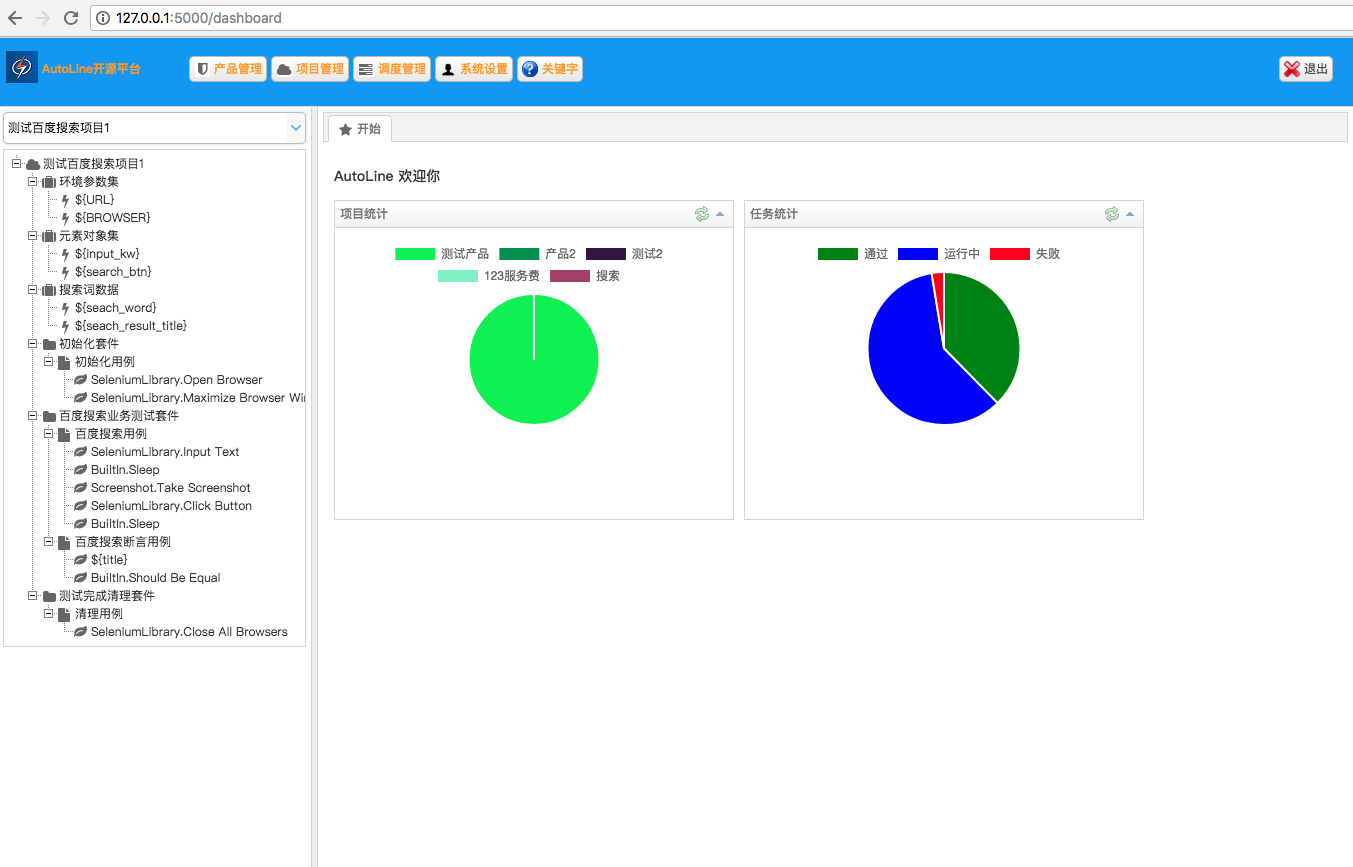 127.0.0.1:5000/dashboard
AutoLine开源平台
产品管理
项目管理
调度管理
系统设置
关键字
退出
测试百度搜索项目1
测试百度搜索项目1
环境参数集
${URL}
${BROWSER}
元素对象集
${input_kw}
${search_btn}
搜索词数据
${seach_word}
${seach_result_title}
初始化套件
初始化用例
SeleniumLibrary.Open Browser
SeleniumLibrary.Maximize Browser Wi
百度搜索业务测试套件
百度搜索用例
SeleniumLibrary.Input Text
BuiltIn.Sleep
Screenshot.Take Screenshot
SeleniumLibrary.Click Button
BuiltIn.Sleep
百度搜索断言用例
${title}
BuiltIn.Should Be Equal
测试完成清理套件
清理用例
SeleniumLibrary.Close All Browsers
开始
AutoLine 欢迎你
项目统计
测试产品 产品2 测试2
123服务费 搜索
任务统计
通过 运行中 失败